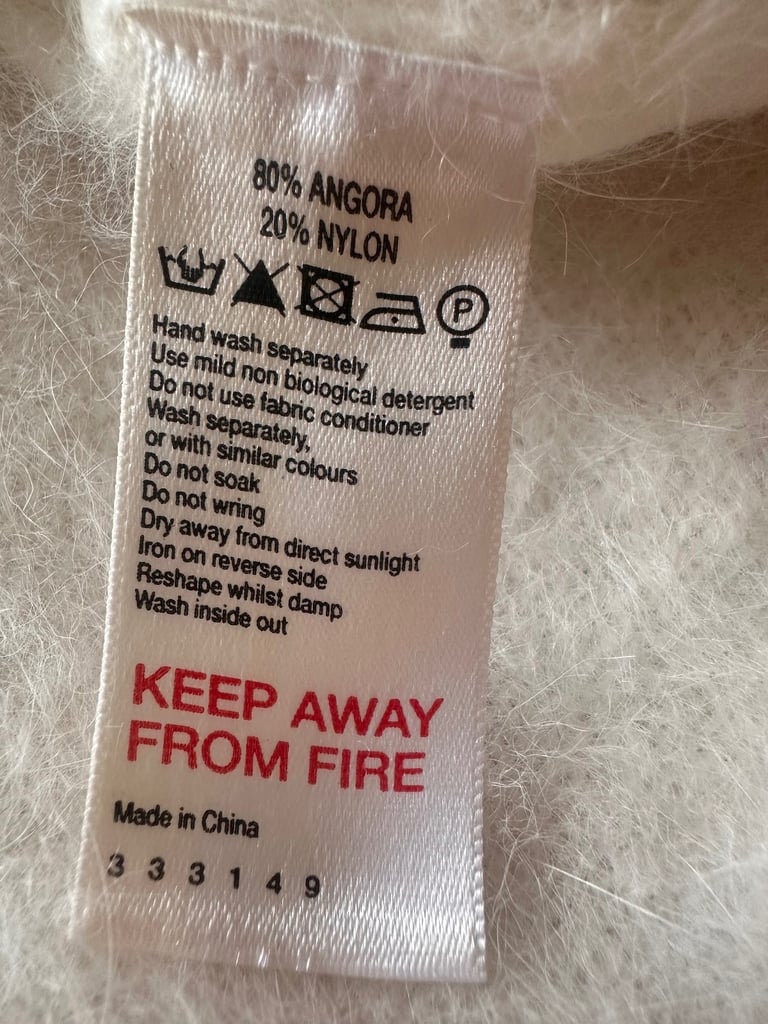 80% ANGORA
20% NYLON
P
Hand wash separately
Use mild non biological detergent
Do not use fabric conditioner
Wash separately,
or with similar colours
Do not soak
Do not wring
Dry away from direct sunlight
Iron on reverse side
Reshape whilst damp
Wash inside out
KEEP AWAY
FROM FIRE
Made in China
3 3 3 1 4 9